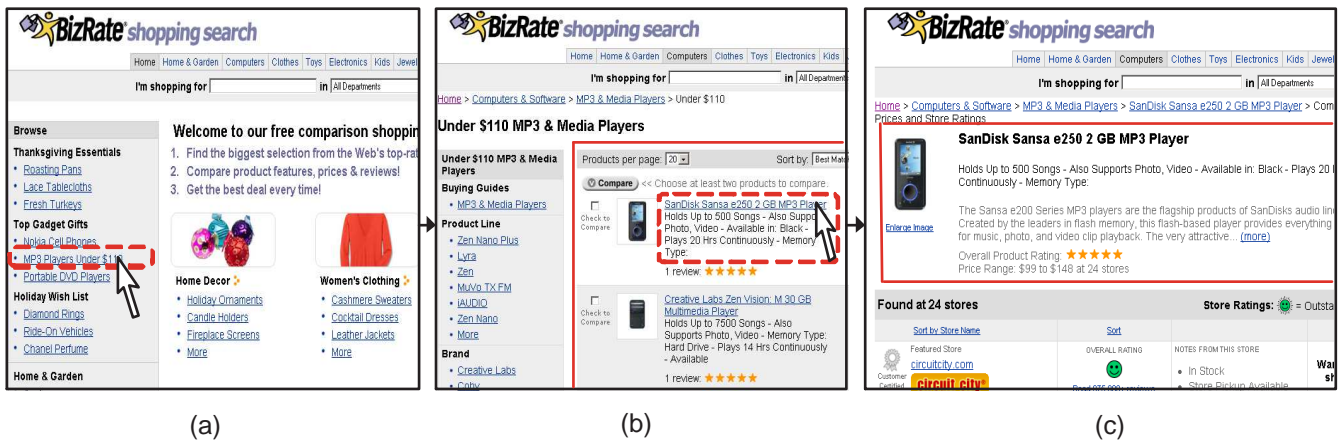 BizRate shopping search
Home Home & Garden Computers Clothes Toys Electronics Kids Jewel
I'm shopping for in All Departments
Browse
Thanksgiving Essentials
• Roasting Pans
• Lace Tablecloths
• Fresh Turkeys
Top Gadget Gifts
• Nokia Cell Phones
• MP3 Players Under $110
• Portable DVD Players
Holiday Wish List
• Diamond Rings
• Ride-On Vehicles
• Chanel Perfume
Home & Garden
Welcome to our free comparison shoppin
1. Find the biggest selection from the Web's top-rat
2. Compare product features, prices & reviews!
3. Get the best deal every time!
Home Decor
• Holiday Ornaments
• Candle Holders
• Fireplace Screens
• More
Women's Clothing
• Cashmere Sweaters
• Cocktail Dresses
• Leather Jackets
• More
(a)
BizRate shopping search
Home Home & Garden Computers Clothes Toys Electronics Kids
I'm shopping for in All Department
Home > Computers & Software > MP3 & Media Players > Under $110
Under $110 MP3 & Media Players
Under $110 MP3 & Media
Players
Buying Guides
• MP3 & Media Players
Product Line
• Zen Nano Plus
• Lyra
• Zen
• MuVo TX FM
• iAUDIO
• Zen Nano
• More
Brand
• Creative Labs
• Coby
Products per page: 20 Sort by: Best Matc
Compare << Choose at least two products to compare.
Check to
Compare
SanDisk Sansa e250 2 GB MP3 Player
Holds Up to 500 Songs - Also Suppo
Photo, Video - Available in: Black -
Plays 20 Hrs Continuously - Memory
Type:
1 review:
Check to
Compare
Creative Labs Zen Vision: M 30 GB
Multimedia Player
Holds Up to 7500 Songs - Also
Supports Photo, Video - Memory Type:
Hard Drive - Plays 14 Hrs Continuously
- Available
1 review:
(b)
BizRate shopping search
Home Home & Garden Computers Clothes Toys Electronics Kids Jewel
I'm shopping for in All Departmen
Home > Computers & Software > MP3 & Media Players > SanDisk Sansa e250 2 GB MP3 Player > Com
Prices and Store Ratings
SanDisk Sansa e250 2 GB MP3 Player
Holds Up to 500 Songs - Also Supports Photo, Video - Available in: Black - Plays 20
Continuously - Memory Type:
The Sansa e200 Series MP3 players are the flagship products of SanDisks audio lin
Created by the leaders in flash memory, this flash-based player provides everything
for music, photo, and video clip playback. The very attractive... (more)
Enlarge Image
Overall Product Rating:
Price Range: $99 to $148 at 24 stores
Found at 24 stores
Store Ratings: = Outsta
Sort by Store Name
Sort
Featured Store
circuitcity.com
Customer
Certified
circuit city
OVERALL RATING
NOTES FROM THIS STORE
• In Stock
• Store Pickup Available
War
sh
(c)